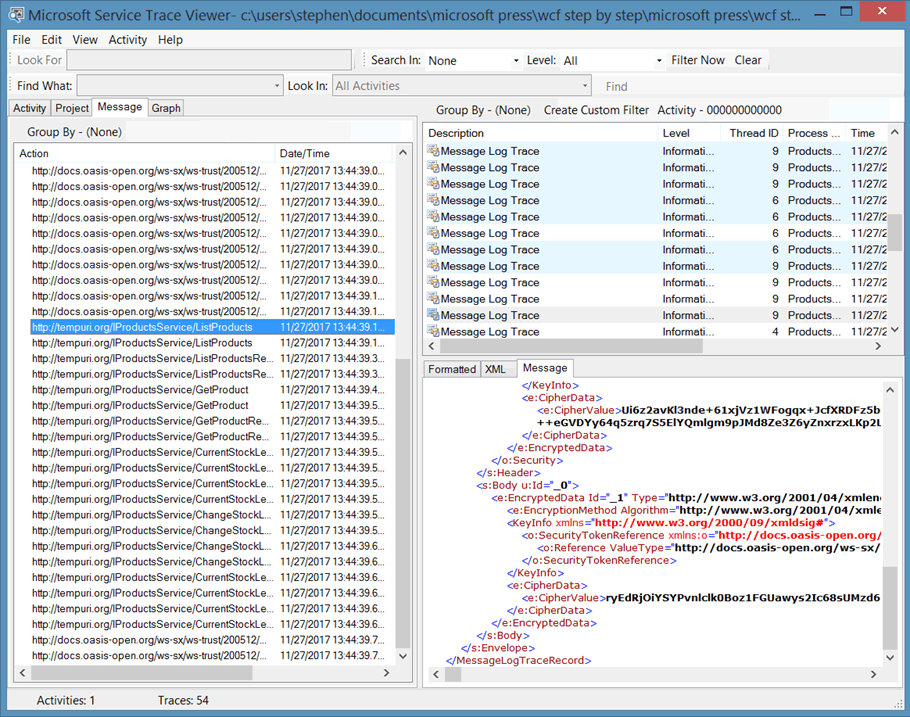 Microsoft Service Trace Viewer- c:\users\stephen\documents\microsoft press\wcf step by step\microsoft press\wcf st...
File Edit View Activity Help
Look For Search In: None Level: All Filter Now Clear
Find What: Look In: All Activities Find
Activity Project Message Graph
Group By - (None)
Action Date/Time
http://docs.oasis-open.org/ws-sx/ws-trust/200512/... 11/27/2017 13:44:39.0...
http://docs.oasis-open.org/ws-sx/ws-trust/200512/... 11/27/2017 13:44:39.0...
http://docs.oasis-open.org/ws-sx/ws-trust/200512/... 11/27/2017 13:44:39.0...
http://docs.oasis-open.org/ws-sx/ws-trust/200512/... 11/27/2017 13:44:39.0...
http://docs.oasis-open.org/ws-sx/ws-trust/200512/... 11/27/2017 13:44:39.0...
http://docs.oasis-open.org/ws-sx/ws-trust/200512/... 11/27/2017 13:44:39.0...
http://docs.oasis-open.org/ws-sx/ws-trust/200512/... 11/27/2017 13:44:39.0...
http://docs.oasis-open.org/ws-sx/ws-trust/200512/... 11/27/2017 13:44:39.0...
http://docs.oasis-open.org/ws-sx/ws-trust/200512/... 11/27/2017 13:44:39.1...
http://docs.oasis-open.org/ws-sx/ws-trust/200512/... 11/27/2017 13:44:39.1...
http://tempuri.org/IProductsService/ListProducts 11/27/2017 13:44:39.1...
http://tempuri.org/IProductsService/ListProducts 11/27/2017 13:44:39.1...
http://tempuri.org/IProductsService/ListProductsRe... 11/27/2017 13:44:39.3...
http://tempuri.org/IProductsService/ListProductsRe... 11/27/2017 13:44:39.3...
http://tempuri.org/IProductsService/GetProduct 11/27/2017 13:44:39.4...
http://tempuri.org/IProductsService/GetProduct 11/27/2017 13:44:39.5...
http://tempuri.org/IProductsService/GetProductRe... 11/27/2017 13:44:39.5...
http://tempuri.org/IProductsService/GetProductRe... 11/27/2017 13:44:39.5...
http://tempuri.org/IProductsService/CurrentStockLe... 11/27/2017 13:44:39.5...
http://tempuri.org/IProductsService/CurrentStockLe... 11/27/2017 13:44:39.5...
http://tempuri.org/IProductsService/CurrentStockLe... 11/27/2017 13:44:39.5...
http://tempuri.org/IProductsService/CurrentStockLe... 11/27/2017 13:44:39.5...
http://tempuri.org/IProductsService/ChangeStockL... 11/27/2017 13:44:39.5...
http://tempuri.org/IProductsService/ChangeStockL... 11/27/2017 13:44:39.5...
http://tempuri.org/IProductsService/ChangeStockL... 11/27/2017 13:44:39.6...
http://tempuri.org/IProductsService/ChangeStockL... 11/27/2017 13:44:39.6...
http://tempuri.org/IProductsService/CurrentStockLe... 11/27/2017 13:44:39.6...
http://tempuri.org/IProductsService/CurrentStockLe... 11/27/2017 13:44:39.6...
http://tempuri.org/IProductsService/CurrentStockLe... 11/27/2017 13:44:39.6...
http://tempuri.org/IProductsService/CurrentStockLe... 11/27/2017 13:44:39.6...
http://docs.oasis-open.org/ws-sx/ws-trust/200512/... 11/27/2017 13:44:39.7...
http://docs.oasis-open.org/ws-sx/ws-trust/200512/... 11/27/2017 13:44:39.7...
Group By - (None) Create Custom Filter Activity - 000000000000
Description Level Thread ID Process ... Time
Message Log Trace Informati... 9 Products... 11/27/2
Message Log Trace Informati... 9 Products... 11/27/2
Message Log Trace Informati... 9 Products... 11/27/2
Message Log Trace Informati... 6 Products... 11/27/2
Message Log Trace Informati... 6 Products... 11/27/2
Message Log Trace Informati... 6 Products... 11/27/2
Message Log Trace Informati... 6 Products... 11/27/2
Message Log Trace Informati... 9 Products... 11/27/2
Message Log Trace Informati... 9 Products... 11/27/2
Message Log Trace Informati... 9 Products... 11/27/2
Message Log Trace Informati... 9 Products... 11/27/2
Message Log Trace Informati... 4 Products... 11/27/2
Formatted XML Message
</KeyInfo>
<e:CipherData>
<e:CipherValue>Ui6z2avKl3nde+61xjVz1WFogqx+JcfXRDFz5b
++eGVDYy64q5zrq7S5ElYQmlgm9pJMd8Ze3Z6yZnxrzxLKp2L
</e:CipherData>
</e:EncryptedData>
</o:Security>
</s:Header>
<s:Body u:Id="_0">
<e:EncryptedData Id="_1" Type="http://www.w3.org/2001/04/xmlen
<e:EncryptionMethod Algorithm="http://www.w3.org/2001/04/xmle
<KeyInfo xmlns="http://www.w3.org/2000/09/xmldsig#">
<o:SecurityTokenReference xmlns:o="http://docs.oasis-open.org/
<o:Reference ValueType="http://docs.oasis-open.org/ws-sx/
</o:SecurityTokenReference>
</KeyInfo>
<e:CipherData>
<e:CipherValue>ryEdRjOiYSYPvnlclk0Boz1FGUawys2Ic68sUMzd6
</e:CipherData>
</e:EncryptedData>
</s:Body>
</s:Envelope>
</MessageLogTraceRecord>
Activities: 1 Traces: 54